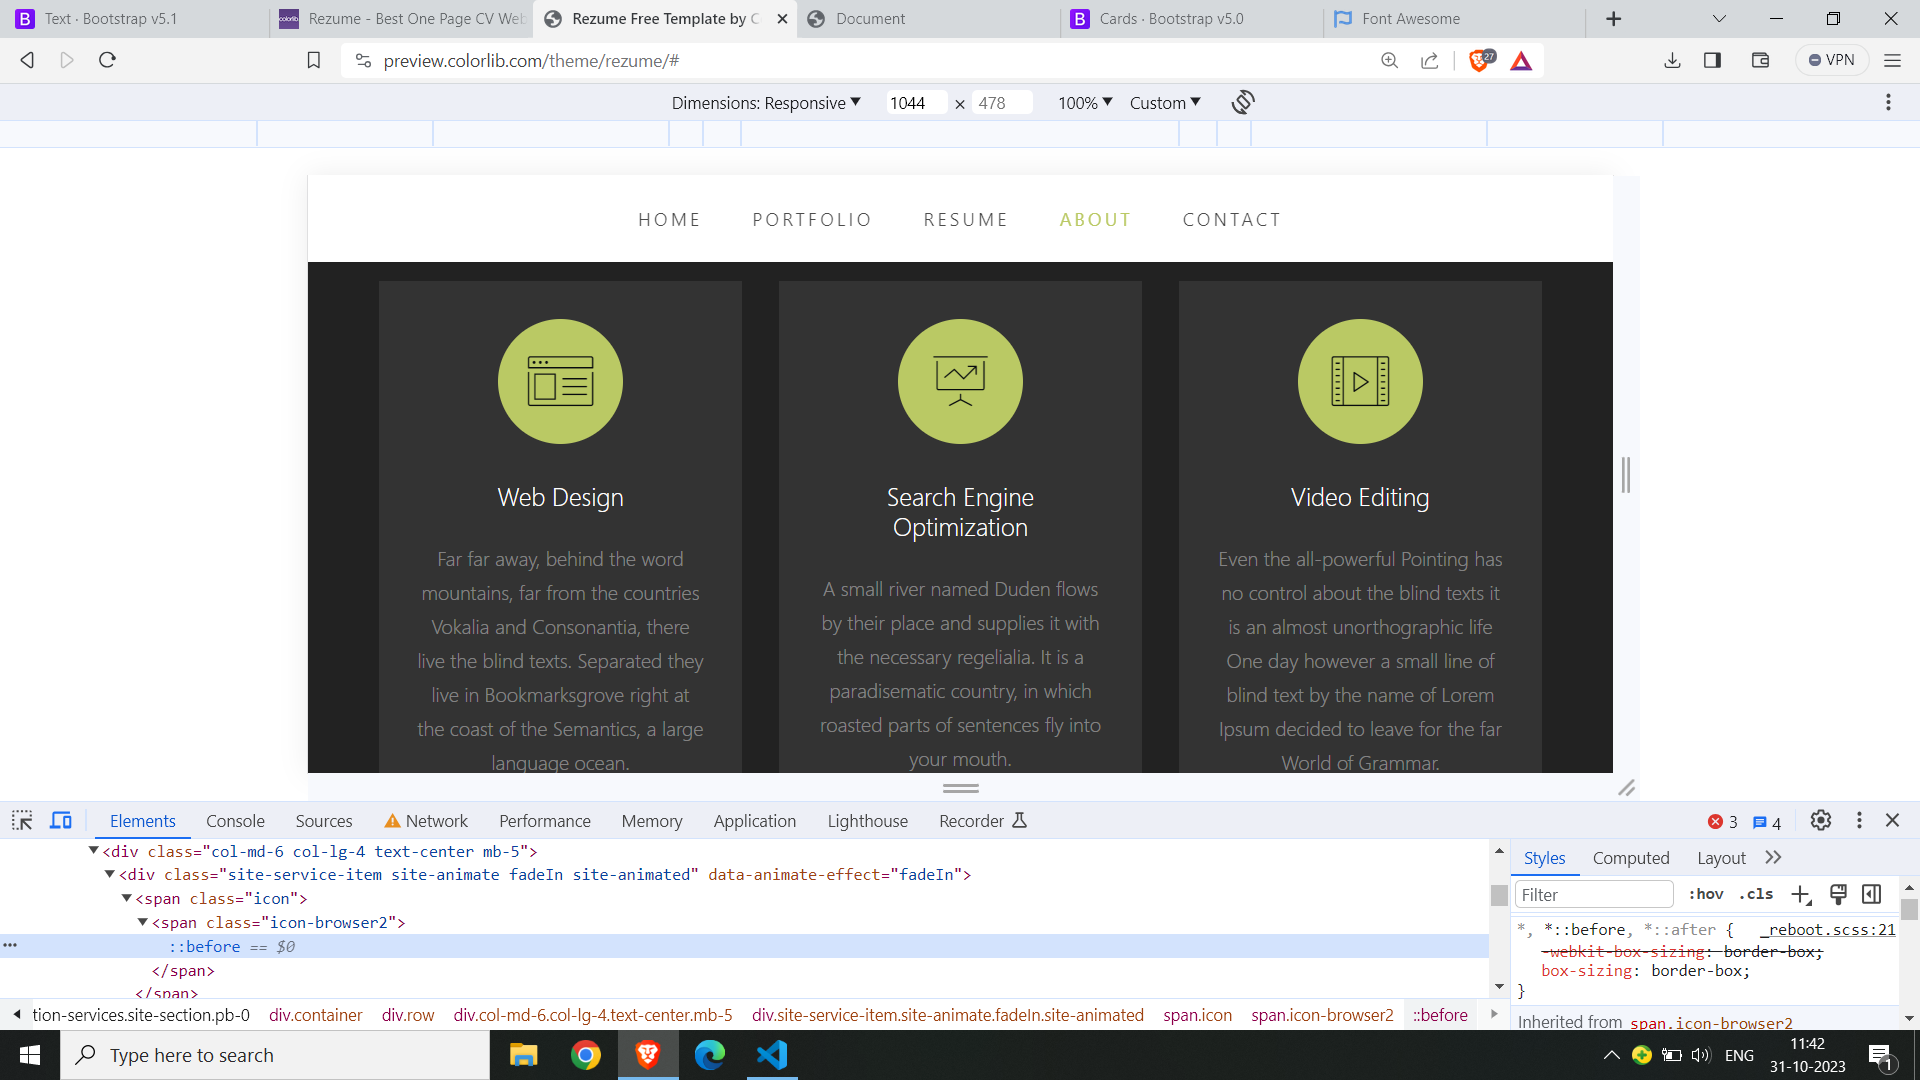 Text · Bootstrap v5.1
colorlib Rezume - Best One Page CV Web
Rezume Free Template by C
Document
Cards · Bootstrap v5.0
Font Awesome
preview.colorlib.com/theme/rezume/#
27
VPN
Dimensions: Responsive 1044 × 478 100% Custom
HOME PORTFOLIO RESUME ABOUT CONTACT
Web Design
Far far away, behind the word
mountains, far from the countries
Vokalia and Consonantia, there
live the blind texts. Separated they
live in Bookmarksgrove right at
the coast of the Semantics, a large
language ocean.
Search Engine
Optimization
A small river named Duden flows
by their place and supplies it with
the necessary regelialia. It is a
paradisematic country, in which
roasted parts of sentences fly into
your mouth.
Video Editing
Even the all-powerful Pointing has
no control about the blind texts it
is an almost unorthographic life
One day however a small line of
blind text by the name of Lorem
Ipsum decided to leave for the far
World of Grammar.
Elements Console Sources Network Performance Memory Application Lighthouse Recorder 3 4
<div class="col-md-6 col-lg-4 text-center mb-5">
<div class="site-service-item site-animate fadeIn site-animated" data-animate-effect="fadeIn">
<span class="icon">
<span class="icon-browser2">
... ::before == $0
</span>
</span>
tion-services.site-section.pb-0 div.container div.row div.col-md-6.col-lg-4.text-center.mb-5 div.site-service-item.site-animate.fadeIn.site-animated span.icon span.icon-browser2 ::before
Styles Computed Layout
Filter :hov .cls
*, *::before, *::after { _reboot.scss:21
-webkit-box-sizing: border-box;
box-sizing: border-box;
}
Inherited from span.icon-browser2
Type here to search
ENG
11:42
31-10-2023
1